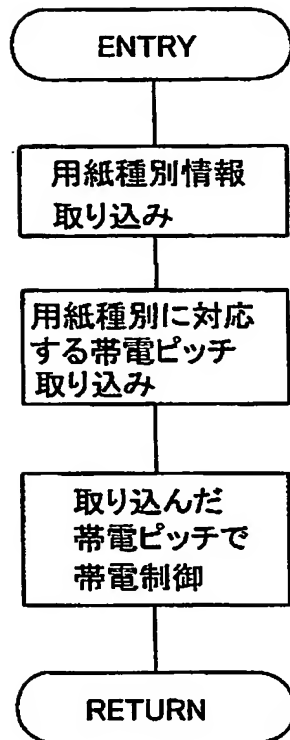 ENTRY
用紙種別情報
取り込み
用紙種別に対応
する帯電ピッチ
取り込み
取り込んだ
帯電ピッチで
帯電制御
RETURN